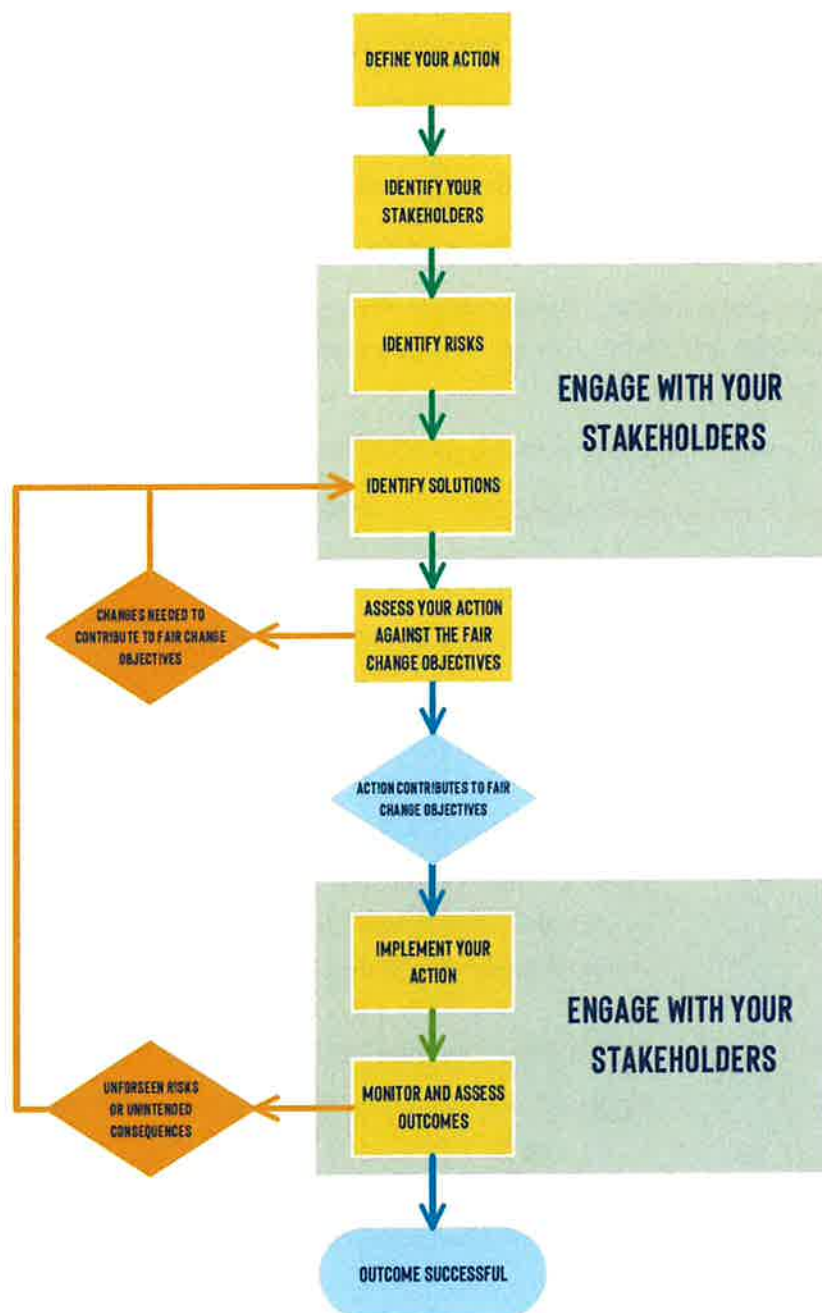 DEFINE YOUR ACTION
IDENTIFY YOUR
STAKEHOLDERS
IDENTIFY RISKS
ENGAGE WITH YOUR
STAKEHOLDERS
IDENTIFY SOLUTIONS
CHANGES NEEDED TO
CONTRIBUTE TO FAIR CHANGE
OBJECTIVES
ASSESS YOUR ACTION
AGAINST THE FAIR
CHANGE OBJECTIVES
ACTION CONTRIBUTES TO FAIR
CHANGE OBJECTIVES
IMPLEMENT YOUR
ACTION
ENGAGE WITH YOUR
STAKEHOLDERS
UNFORSEEN RISKS
OR UNINTENDED
CONSEQUENCES
MONITOR AND ASSESS
OUTCOMES
OUTCOME SUCCESSFUL